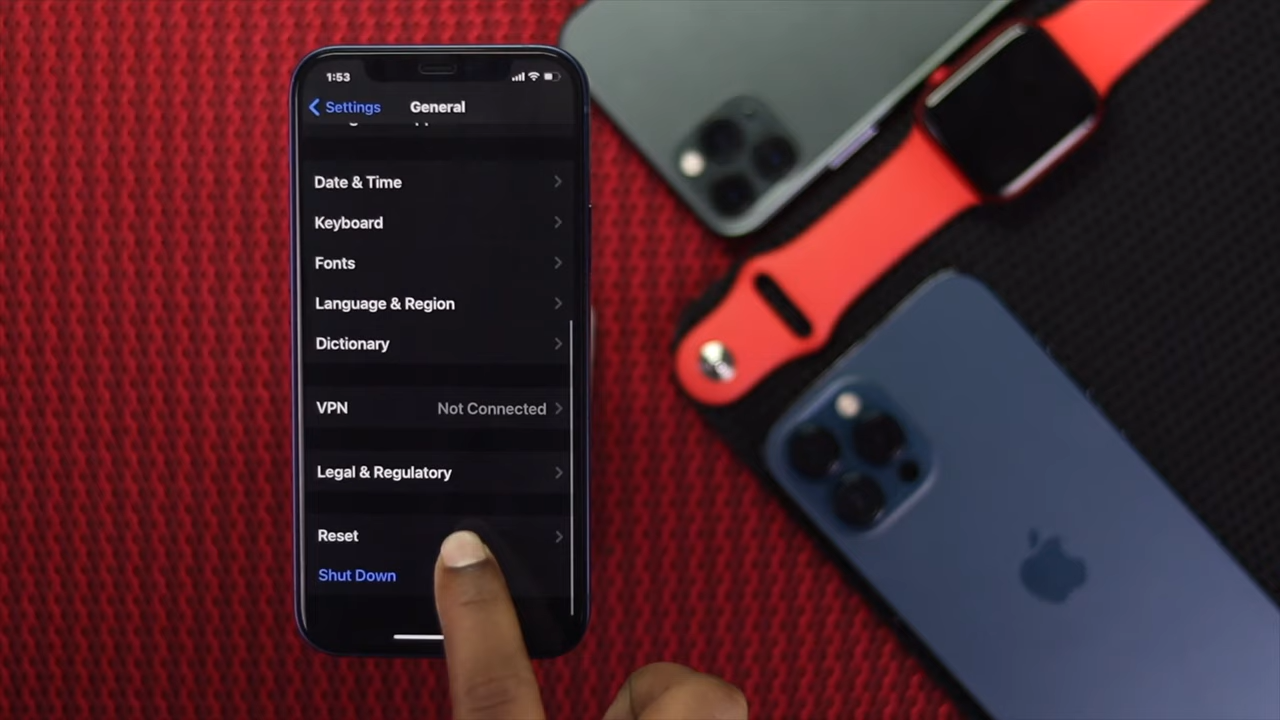 1:53
Settings General
Date & Time
Keyboard
Fonts
Language & Region
Dictionary
VPN Not Connected
Legal & Regulatory
Reset
Shut Down